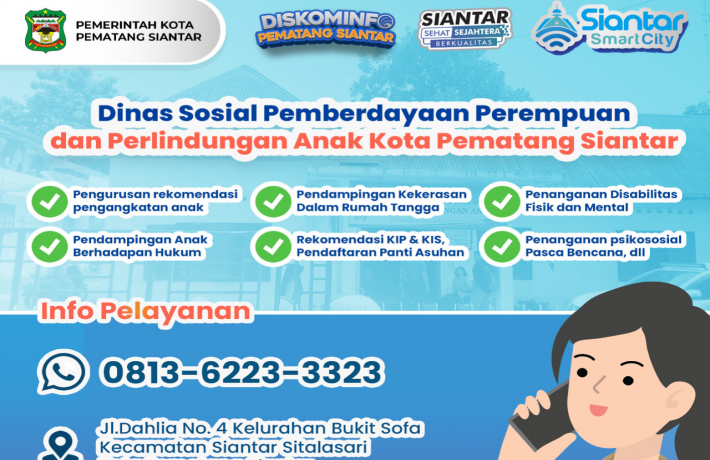 PEMERINTAH KOTA
PEMATANG SIANTAR
DISKOMINFO
PEMATANG SIANTAR
SIANTAR
SEHAT SEJAHTERA
BERKUALITAS
Siantar
SmartCity
Dinas Sosial Pemberdayaan Perempuan
dan Perlindungan Anak Kota Pematang Siantar
Pengurusan rekomendasi
pengangkatan anak
Pendampingan Kekerasan
Dalam Rumah Tangga
Penanganan Disabilitas
Fisik dan Mental
Pendampingan Anak
Berhadapan Hukum
Rekomendasi KIP & KIS,
Pendaftaran Panti Asuhan
Penanganan psikososial
Pasca Bencana, dll
Info Pelayanan
0813-6223-3323
Jl.Dahlia No. 4 Kelurahan Bukit Sofa
Kecamatan Siantar Sitalasari